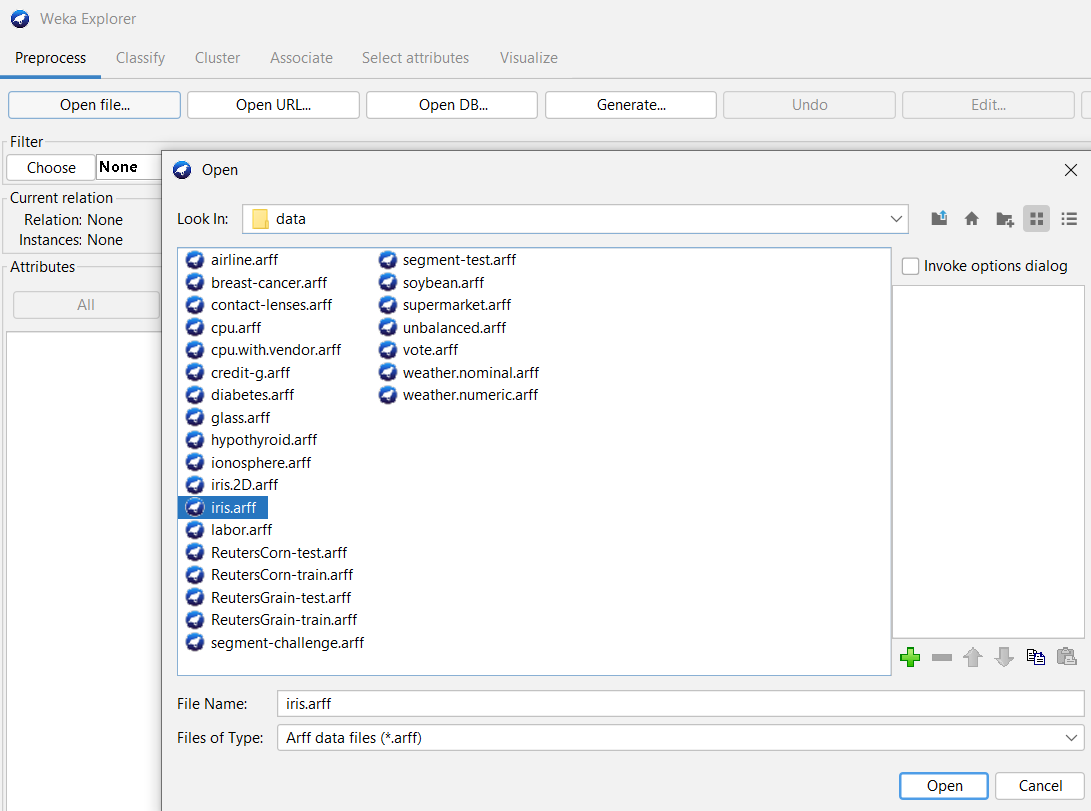 Weka Explorer
Preprocess Classify Cluster Associate Select attributes Visualize
Open file... Open URL... Open DB... Generate... Undo Edit...
Filter
Choose None
Current relation
Relation: None
Instances: None
Attributes
All
Open
Look In: data
Invoke options dialog
airline.arff
breast-cancer.arff
contact-lenses.arff
cpu.arff
cpu.with.vendor.arff
credit-g.arff
diabetes.arff
glass.arff
hypothyroid.arff
ionosphere.arff
iris.2D.arff
iris.arff
labor.arff
ReutersCorn-test.arff
ReutersCorn-train.arff
ReutersGrain-test.arff
ReutersGrain-train.arff
segment-challenge.arff
segment-test.arff
soybean.arff
supermarket.arff
unbalanced.arff
vote.arff
weather.nominal.arff
weather.numeric.arff
File Name: iris.arff
Files of Type: Arff data files (*.arff)
Open Cancel